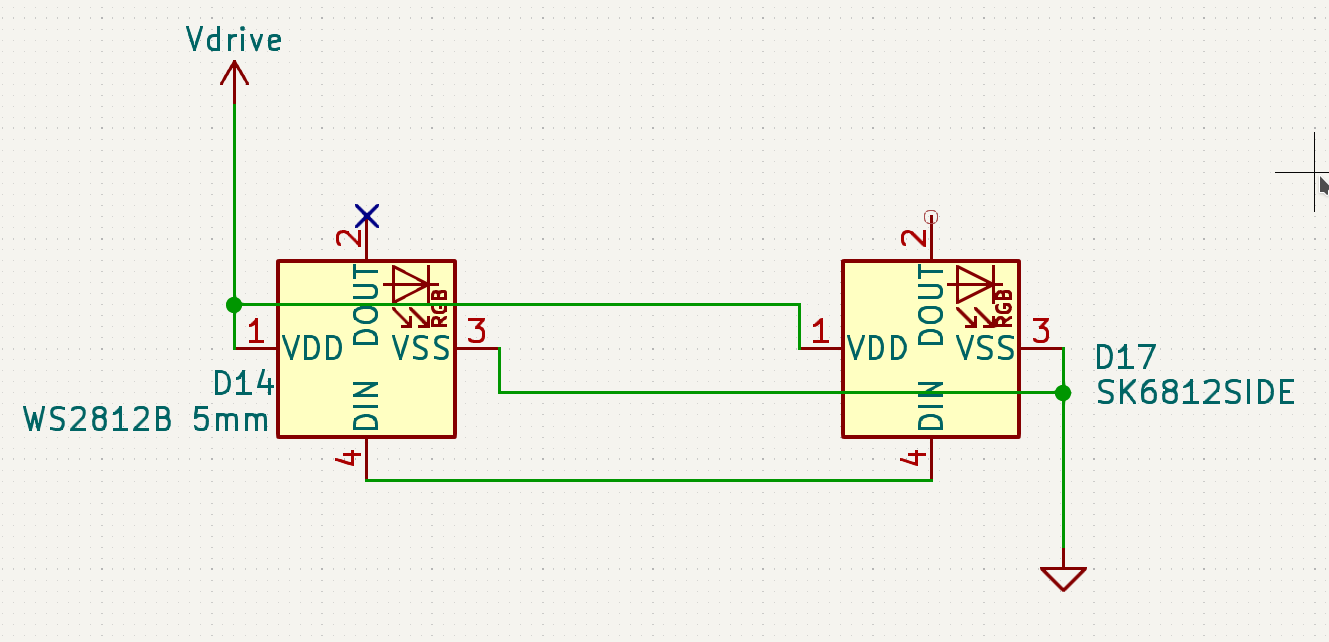 Vdrive
2
DOUT
RGB
1
VDD
VSS
3
DIN
4
D14
WS2812B 5mm
2
DOUT
RGB
1
VDD
VSS
3
DIN
4
D17
SK6812SIDE